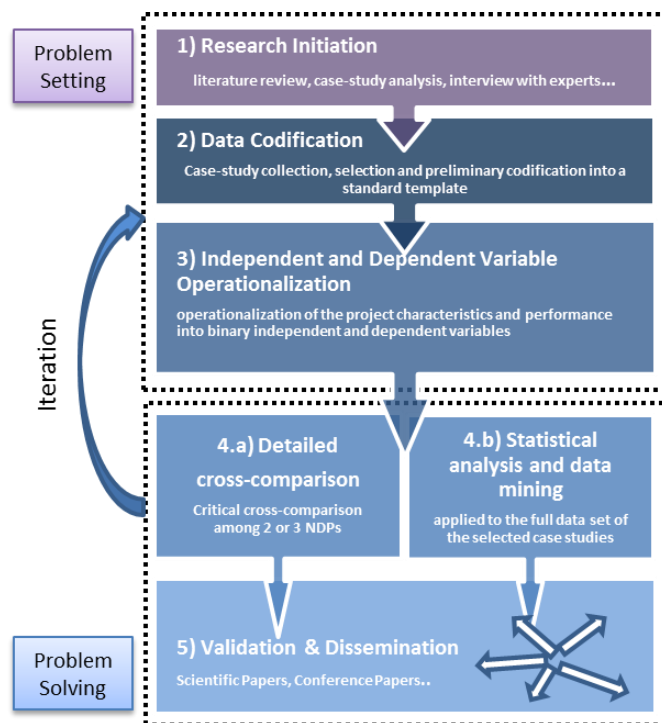 Problem
Setting
1) Research Initiation
literature review, case-study analysis, interview with experts...
2) Data Codification
Case-study collection, selection and preliminary codification into a
standard template
3) Independent and Dependent Variable
Operationalization
operationalization of the project characteristics and performance
into binary independent and dependent variables
Iteration
4.a) Detailed
cross-comparison
Critical cross-comparison
among 2 or 3 NDPs
4.b) Statistical
analysis and data
mining
applied to the full data set of
the selected case studies
5) Validation & Dissemination
Scientific Papers, Conference Papers..
Problem
Solving